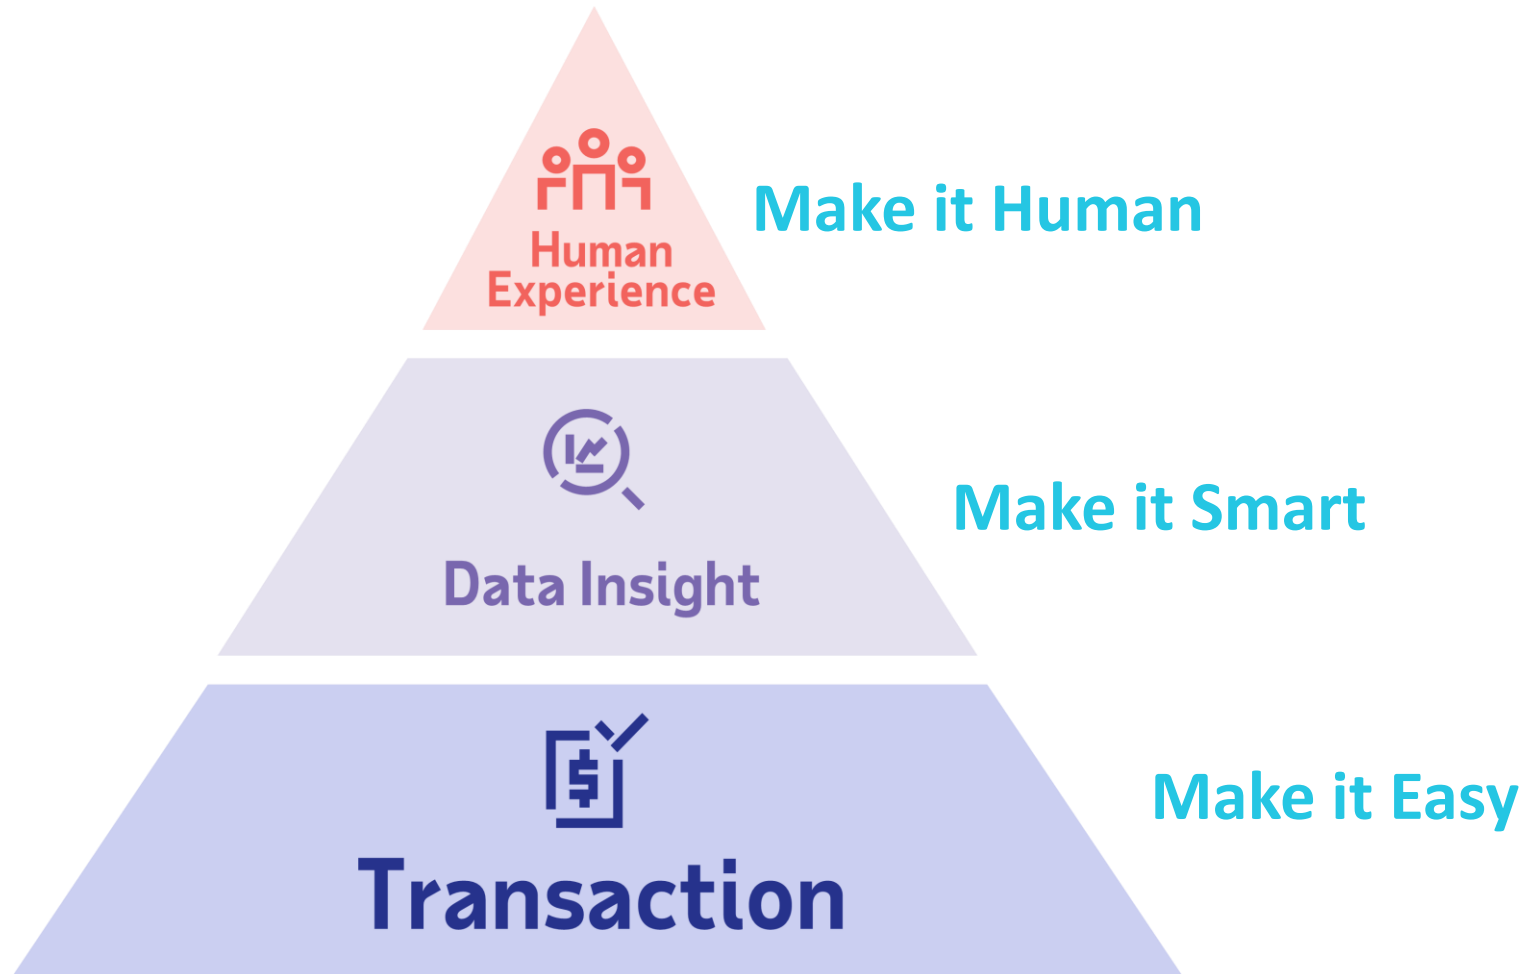 Human
Experience
Make it Human
Data Insight
Make it Smart
$
Transaction
Make it Easy